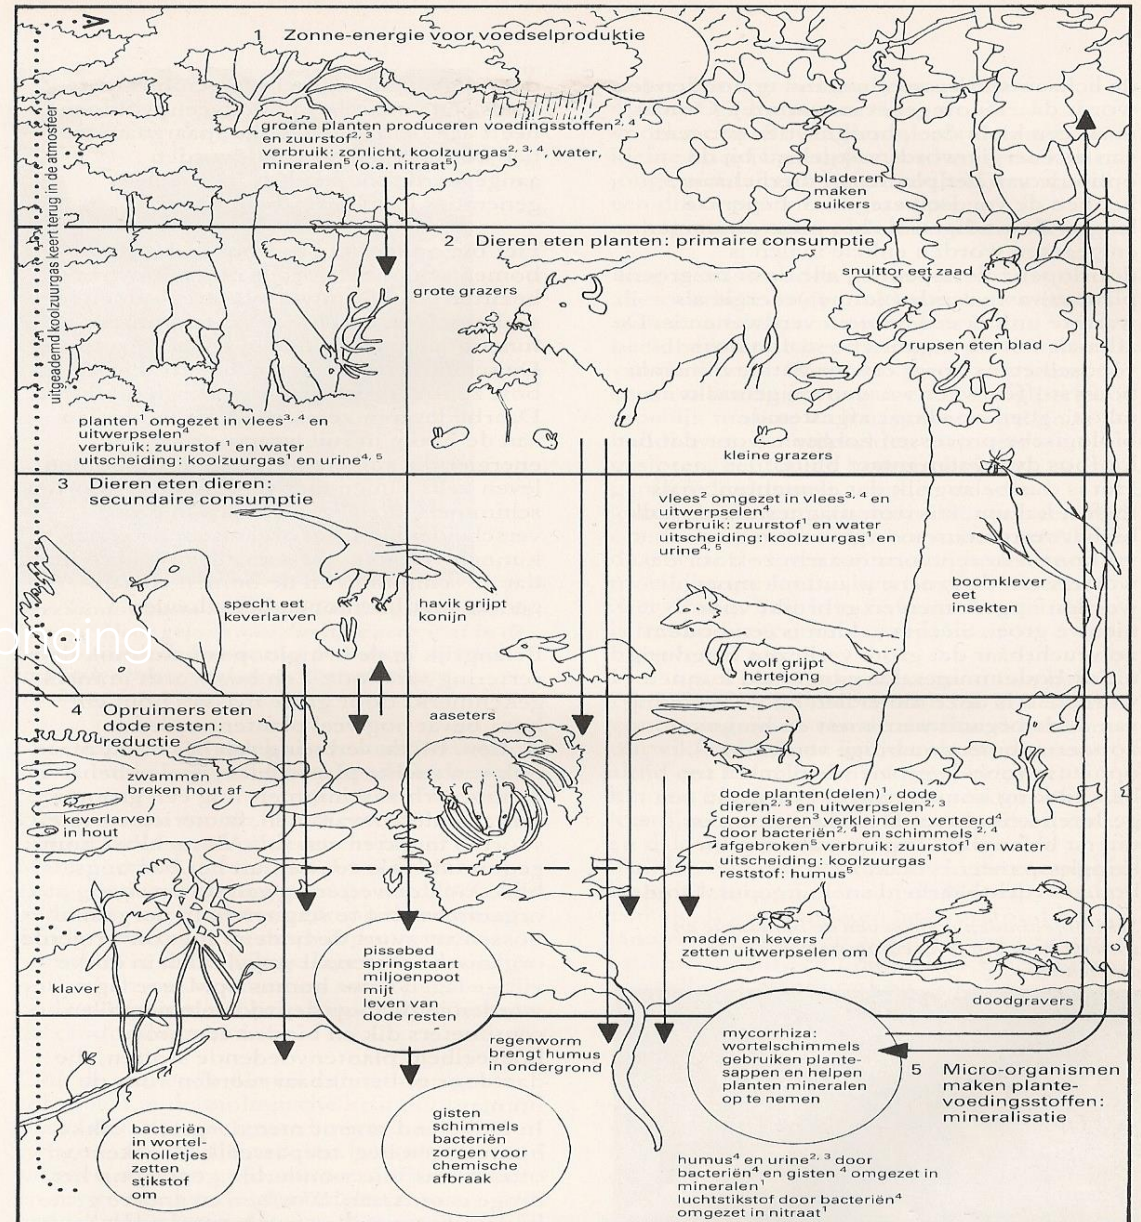 1 Zonne-energie voor voedselproduktie
groene planten produceren voedingsstoffen2, 4
en zuurstof2, 3
verbruik: zonlicht, koolzuurgas2, 3, 4, water,
mineralen5 (o.a. nitraat5)
bladeren
maken
suikers
uitgeademd koolzuurgas keert terug in de atmosfeer
2 Dieren eten planten: primaire consumptie
grote grazers
snuittor eet zaad
rupsen eten blad
planten1 omgezet in vlees3, 4 en
uitwerpselen4
verbruik: zuurstof1 en water
uitscheiding: koolzuurgas1 en urine4, 5
kleine grazers
3 Dieren eten dieren:
secundaire consumptie
vlees2 omgezet in vlees3, 4 en
uitwerpselen4
verbruik: zuurstof1 en water
uitscheiding: koolzuurgas1 en
urine4, 5
specht eet
keverlarven
havik grijpt
konijn
boomklever
eet
insekten
onging
wolf grijpt
hertejong
4 Opruimers eten
dode resten:
reductie
aaseters
zwammen
breken hout af
keverlarven
in hout
dode planten(delen)1, dode
dieren2, 3 en uitwerpselen2, 3
door dieren3 verkleind en verteerd4
door bacteriën2, 4 en schimmels2, 4
afgebroken5 verbruik: zuurstof1 en water
uitscheiding: koolzuurgas1
reststof: humus5
maden en kevers
zetten uitwerpselen om
klaver
pissebed
springstaart
miljoenpoot
mijt
leven van
dode resten
doodgravers
regenworm
brengt humus
in ondergrond
mycorrhiza:
wortelschimmels
gebruiken plante-
sappen en helpen
planten mineralen
op te nemen
5 Micro-organismen
maken plante-
voedingsstoffen:
mineralisatie
bacteriën
in wortel-
knolletjes
zetten
stikstof
om
gisten
schimmels
bacteriën
zorgen voor
chemische
afbraak
humus4 en urine2, 3 door
bacteriën4 en gisten4 omgezet in
mineralen1
luchtstikstof door bacteriën4
omgezet in nitraat1